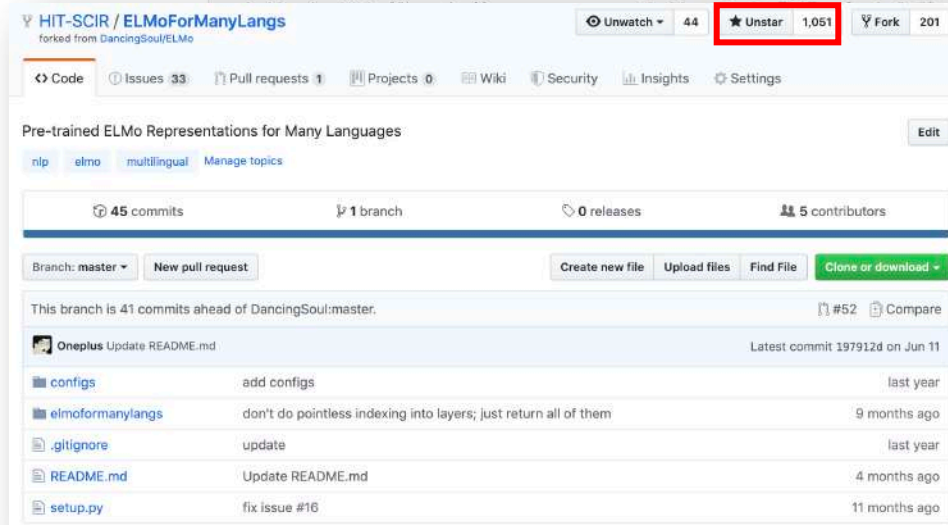 HIT-SCIR / ELMoForManyLangs
forked from DancingSoul/ELMo
Unwatch 44 Unstar 1,051 Fork 201
Code Issues 33 Pull requests 1 Projects 0 Wiki Security Insights Settings
Pre-trained ELMo Representations for Many Languages
Edit
nlp elmo multilingual Manage topics
45 commits 1 branch 0 releases 5 contributors
Branch: master New pull request Create new file Upload files Find File Clone or download
This branch is 41 commits ahead of DancingSoul:master. #52 Compare
Oneplus Update README.md Latest commit 197912d on Jun 11
configs add configs last year
elmoformanylangs don't do pointless indexing into layers; just return all of them 9 months ago
.gitignore update last year
README.md Update README.md 4 months ago
setup.py fix issue #16 11 months ago